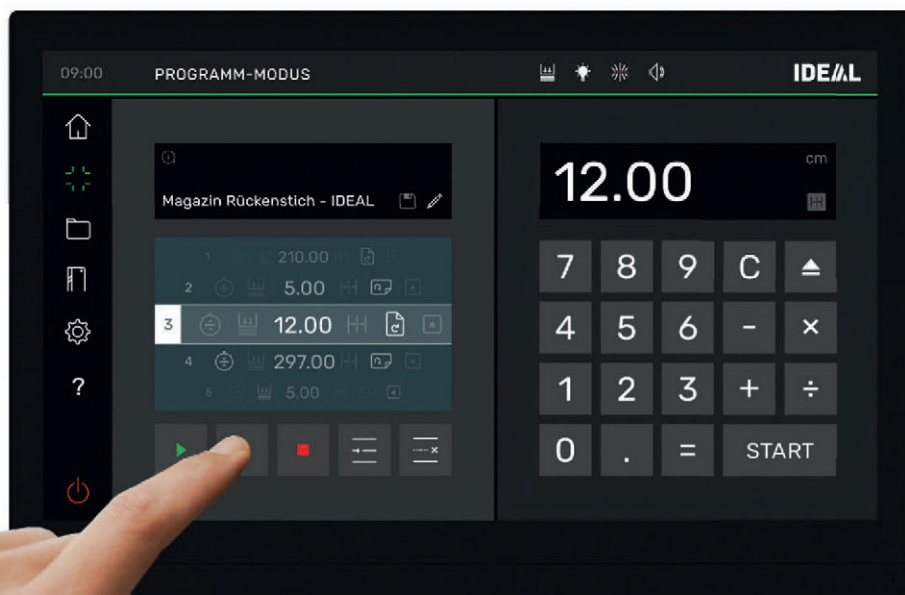 09:00 PROGRAMM-MODUS IDEAL
Magazin Rückenstich - IDEAL
1 210.00
2 5.00
3 12.00
4 297.00
5 5.00
12.00 cm
7 8 9 C
4 5 6 - ×
1 2 3 + ÷
0 . = START
?